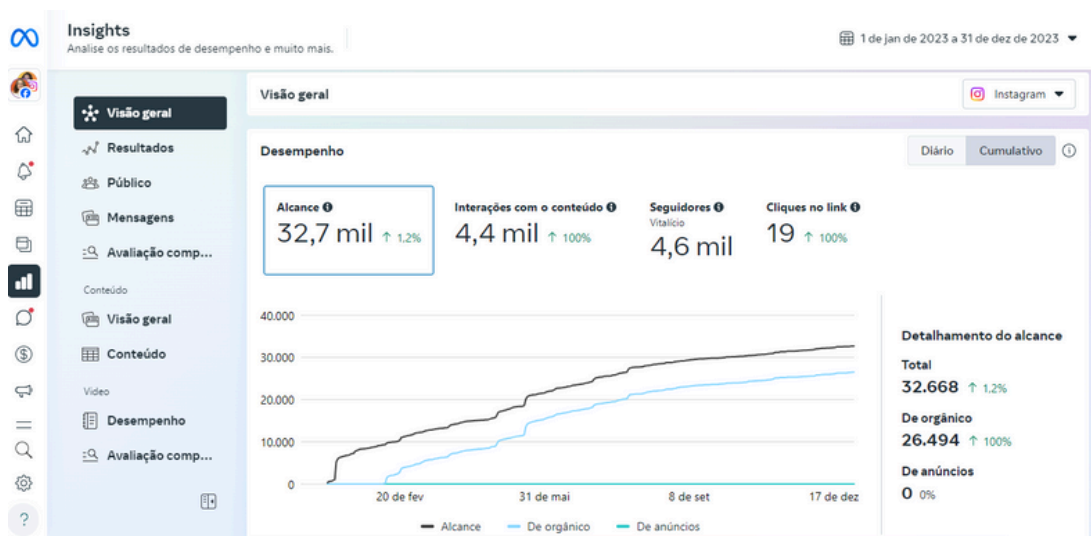 Insights
Analise os resultados de desempenho e muito mais.
1 de jan de 2023 a 31 de dez de 2023
Visão geral
Resultados
Público
Mensagens
Avaliação comp...
Conteúdo
Visão geral
Conteúdo
Vídeo
Desempenho
Avaliação comp...
Visão geral
Instagram
Desempenho
Diário Cumulativo
Alcance
32,7 mil ↑ 1,2%
Interações com o conteúdo
4,4 mil ↑ 100%
Seguidores
Vitalício
4,6 mil
Cliques no link
19 ↑ 100%
40.000
30.000
20.000
10.000
0
20 de fev 31 de mai 8 de set 17 de dez
Alcance De orgânico De anúncios
Detalhamento do alcance
Total
32.668 ↑ 1,2%
De orgânico
26.494 ↑ 100%
De anúncios
0 0%